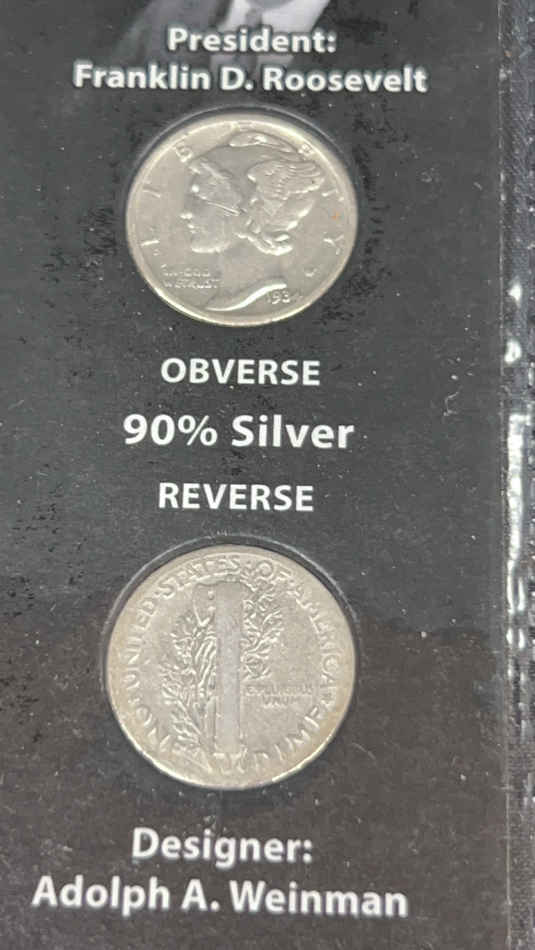 President:
Franklin D. Roosevelt
LIBERTY
IN GOD
WE TRUST
1934
OBVERSE
90% Silver
REVERSE
UNITED·STATES·OF·AMERICA
E·PLURIBUS
UNUM
ONE DIME
Designer:
Adolph A. Weinman